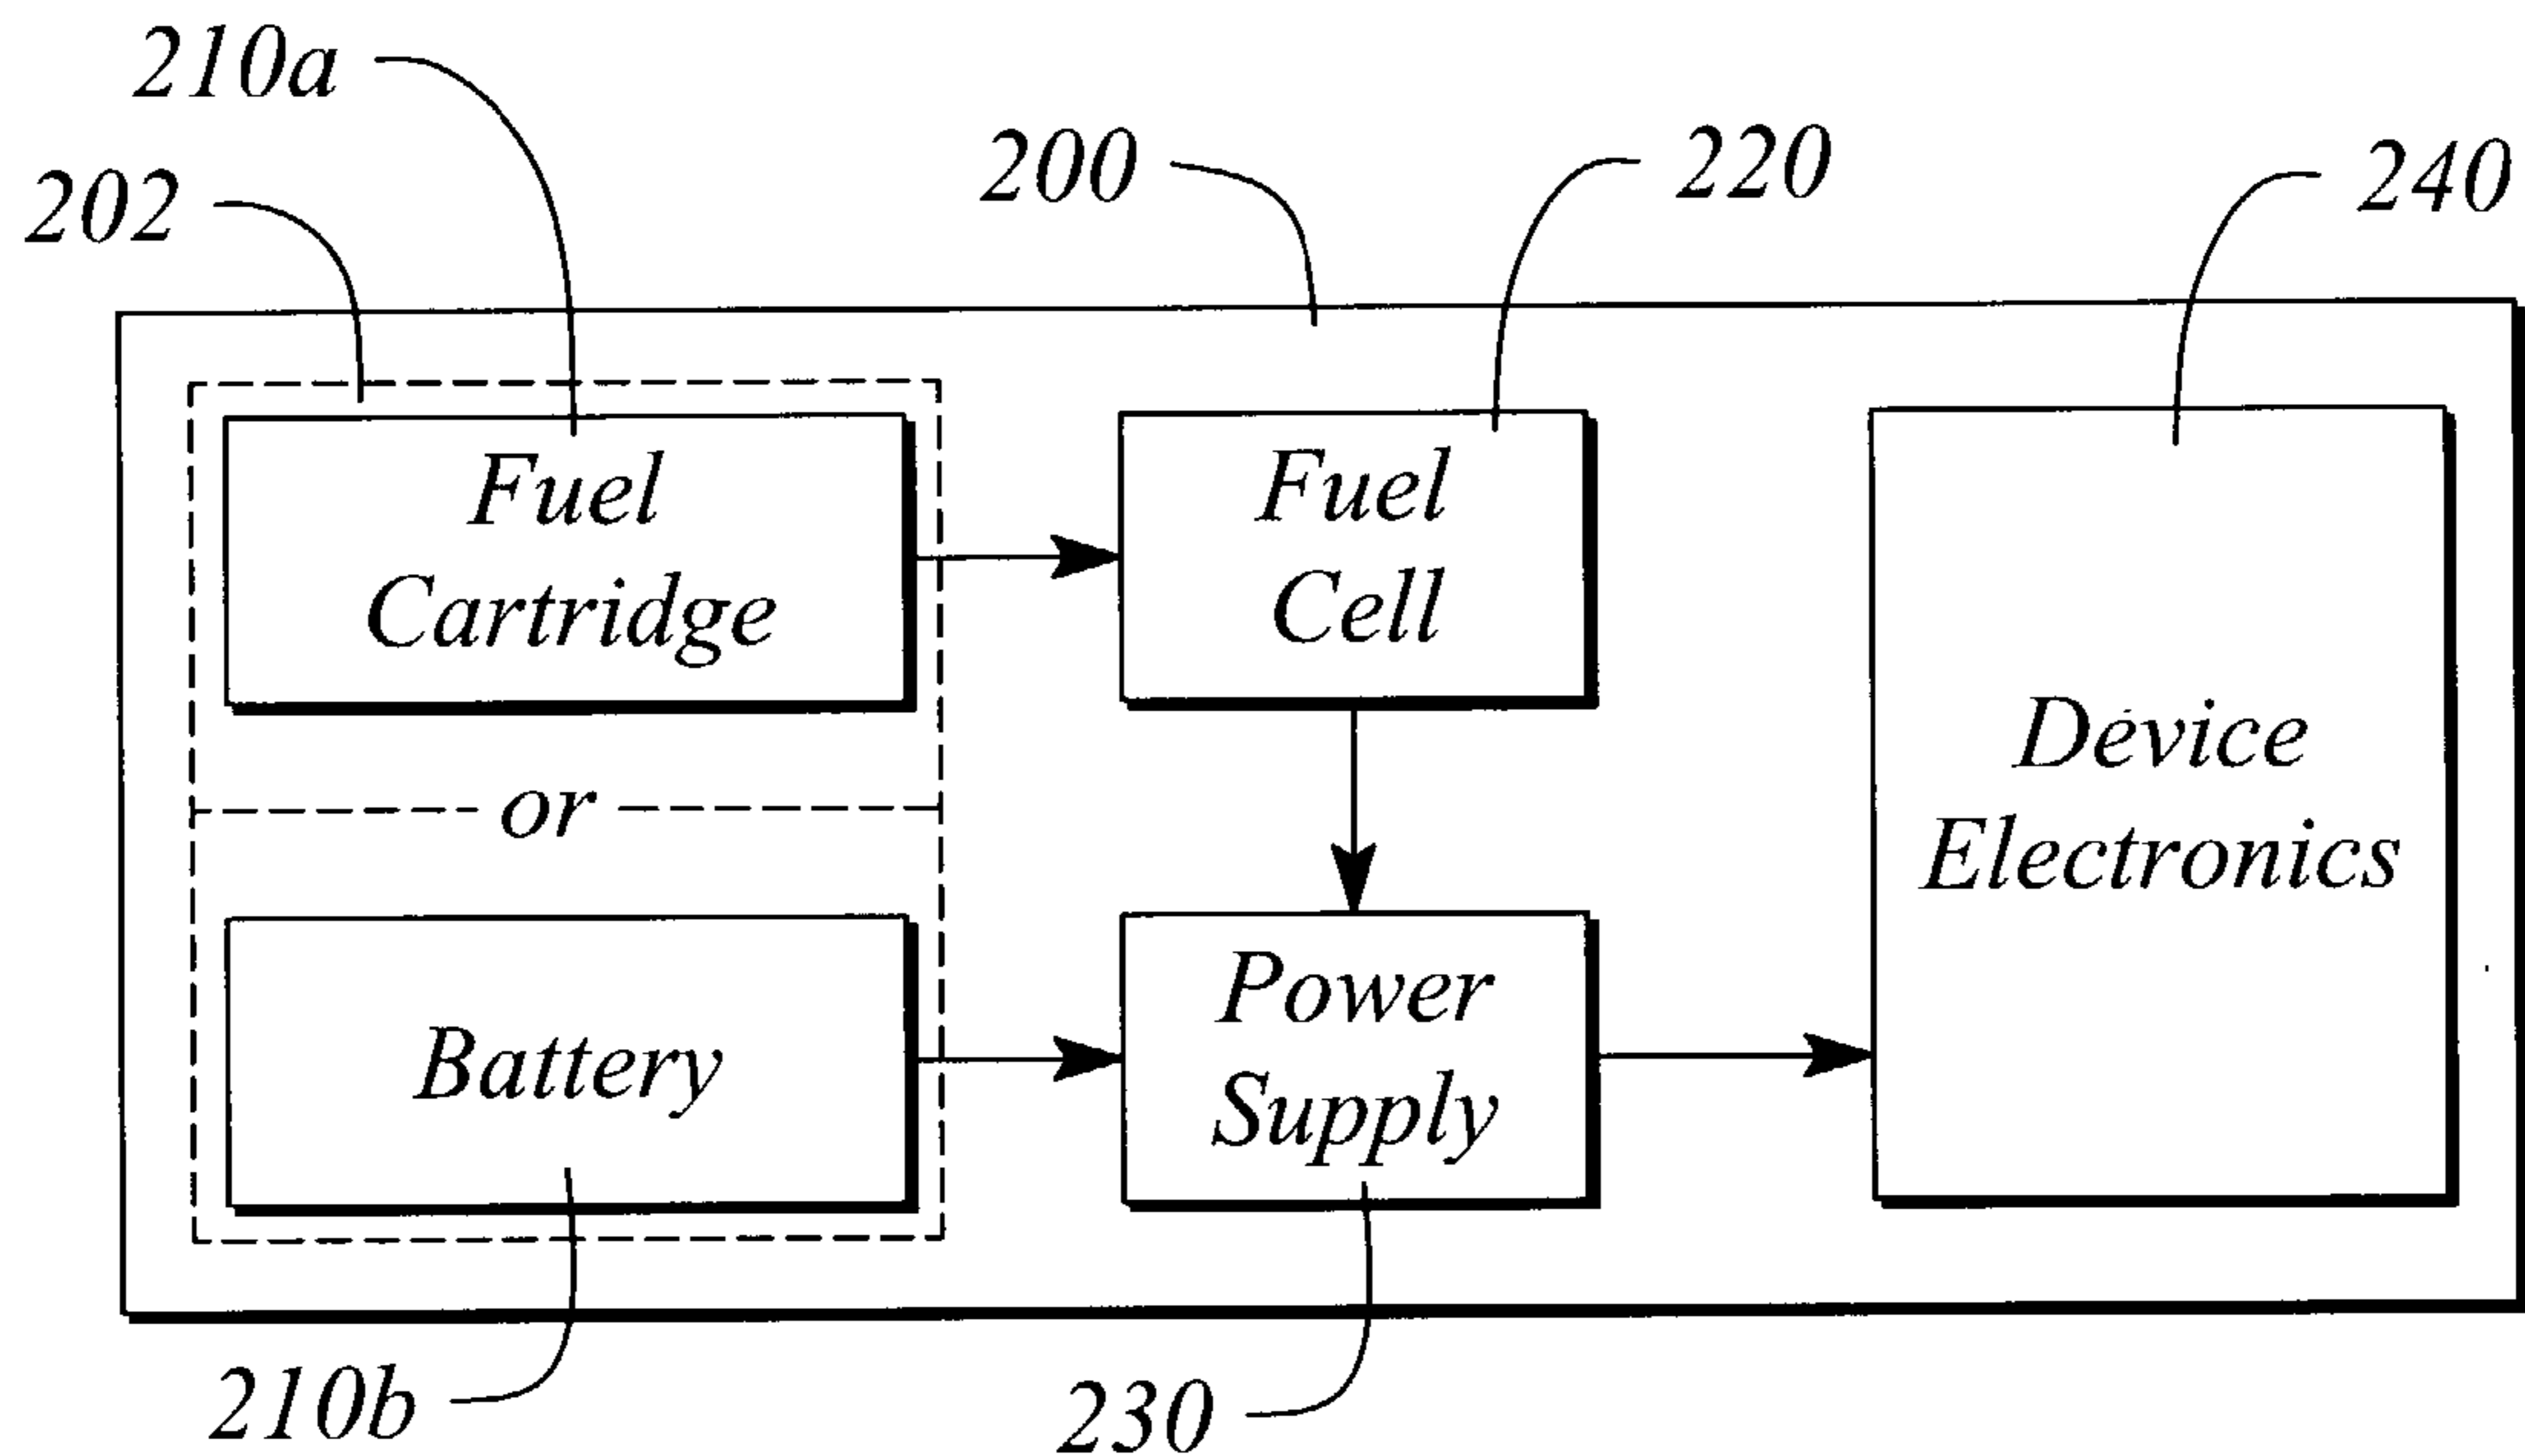 210a
202
200
220
240
Fuel
Cartridge
Fuel
Cell
Device
Electronics
or
Battery
Power
Supply
210b
230